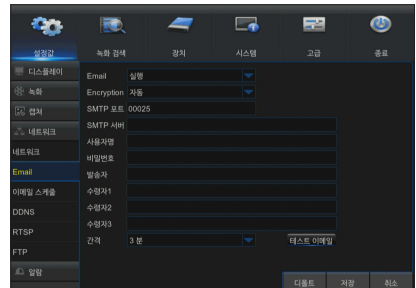 설정값 녹화 검색 장치 시스템 고급 종료
디스플레이
녹화
캡처
네트워크
네트워크
Email
이메일 스케줄
DDNS
RTSP
FTP
알람
Email 실행
Encryption 자동
SMTP 포트 00025
SMTP 서버
사용자명
비밀번호
발송자
수령자1
수령자2
수령자3
간격 3 분 테스트 이메일
디폴트 저장 취소